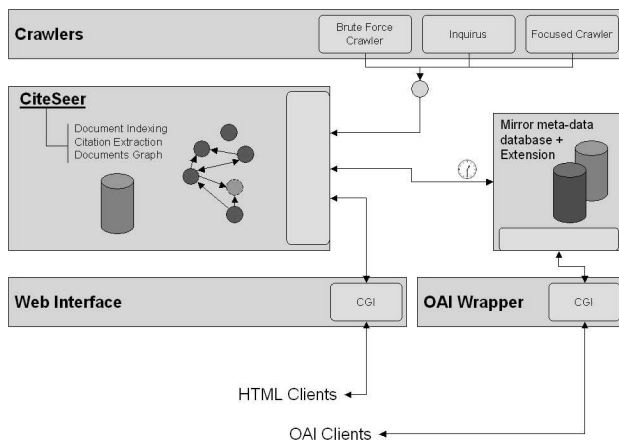 Crawlers
Brute Force
Crawler
Inquirus
Focused Crawler
CiteSeer
Document Indexing
Citation Extraction
Documents Graph
Mirror meta-data
database +
Extension
Web Interface
CGI
OAI Wrapper
CGI
HTML Clients
OAI Clients